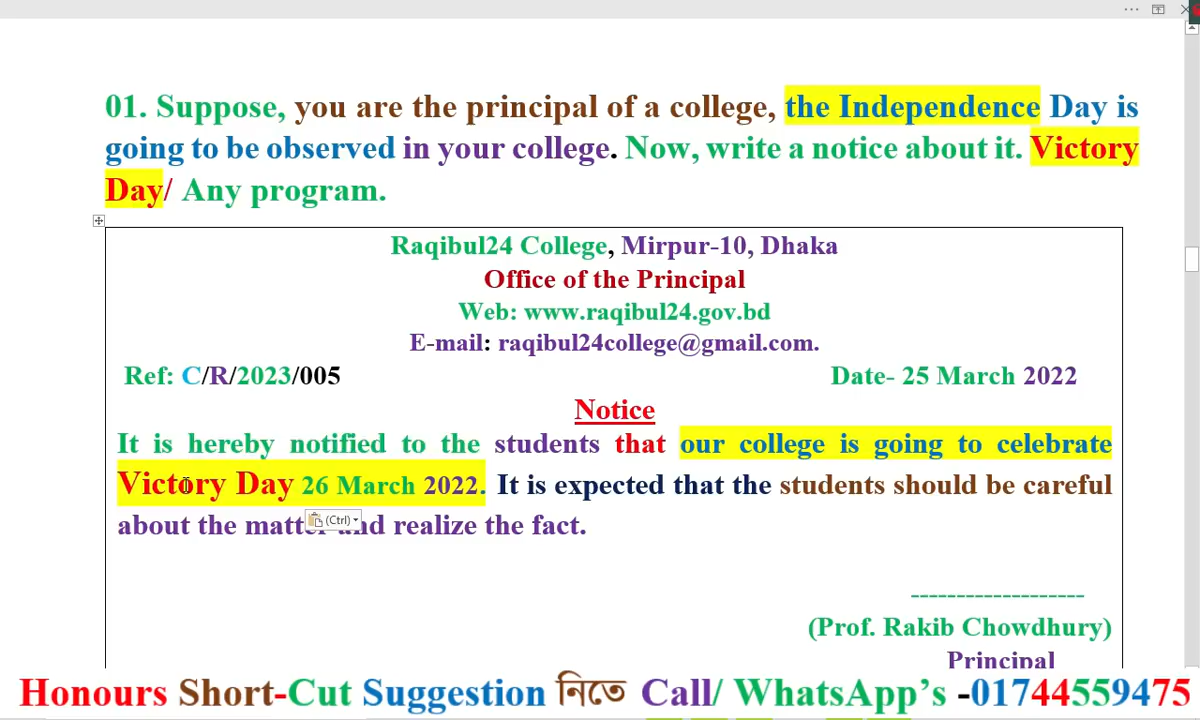 01. Suppose, you are the principal of a college, the Independence Day is
going to be observed in your college. Now, write a notice about it. Victory
Day/ Any program.
Raqibul24 College, Mirpur-10, Dhaka
Office of the Principal
Web: www.raqibul24.gov.bd
E-mail: raqibul24college@gmail.com.
Ref: C/R/2023/005 Date- 25 March 2022
Notice
It is hereby notified to the students that our college is going to celebrate
Victory Day 26 March 2022. It is expected that the students should be careful
about the matter and realize the fact.
(Ctrl)
-------------------
(Prof. Rakib Chowdhury)
Principal
Honours Short-Cut Suggestion নিতে Call/ WhatsApp’s -01744559475